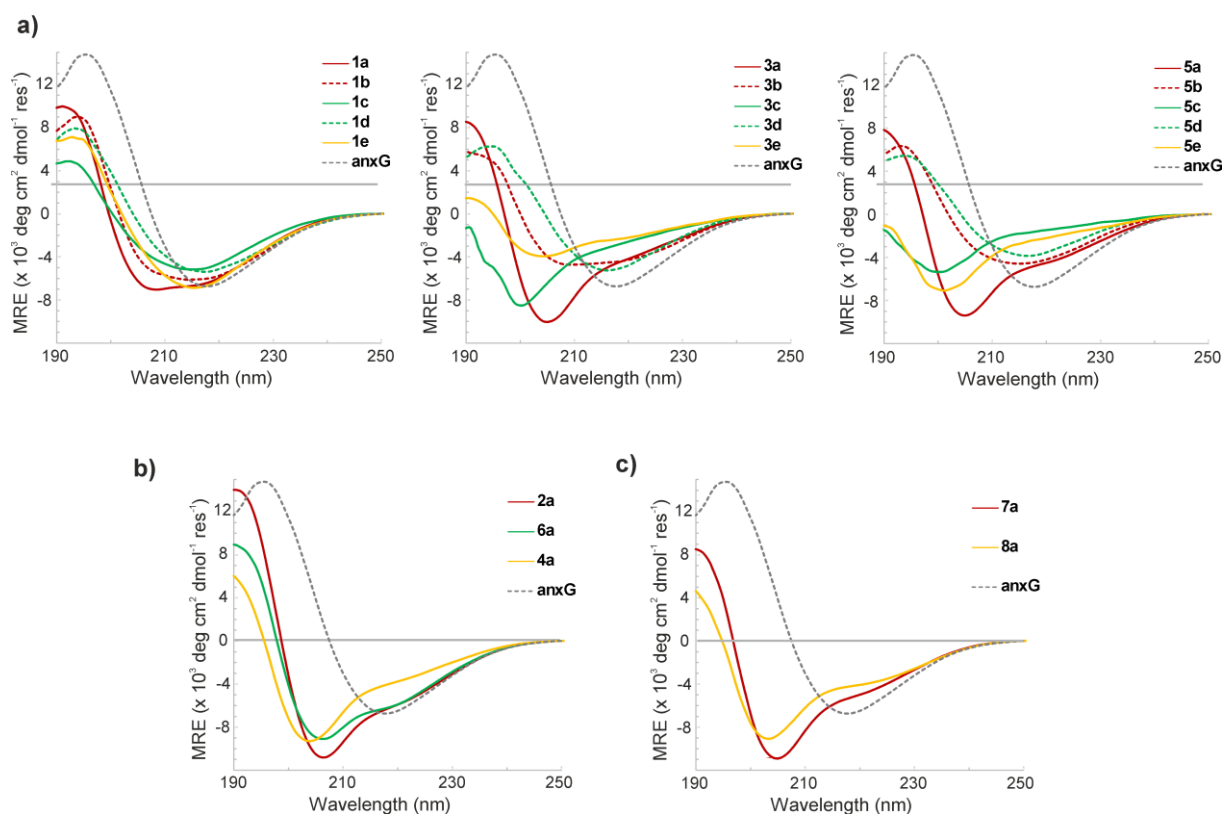 a)
MRE (x 10³ deg cm² dmol⁻¹ res⁻¹)
12
8
4
0
-4
-8
190
210
230
250
Wavelength (nm)
1a
1b
1c
1d
1e
anxG
MRE (x 10³ deg cm² dmol⁻¹ res⁻¹)
12
8
4
0
-4
-8
190
210
230
250
Wavelength (nm)
3a
3b
3c
3d
3e
anxG
MRE (x 10³ deg cm² dmol⁻¹ res⁻¹)
12
8
4
0
-4
-8
190
210
230
250
Wavelength (nm)
5a
5b
5c
5d
5e
anxG
b)
MRE (x 10³ deg cm² dmol⁻¹ res⁻¹)
12
8
4
0
-4
-8
190
210
230
250
Wavelength (nm)
2a
6a
4a
anxG
c)
MRE (x 10³ deg cm² dmol⁻¹ res⁻¹)
12
8
4
0
-4
-8
190
210
230
250
Wavelength (nm)
7a
8a
anxG